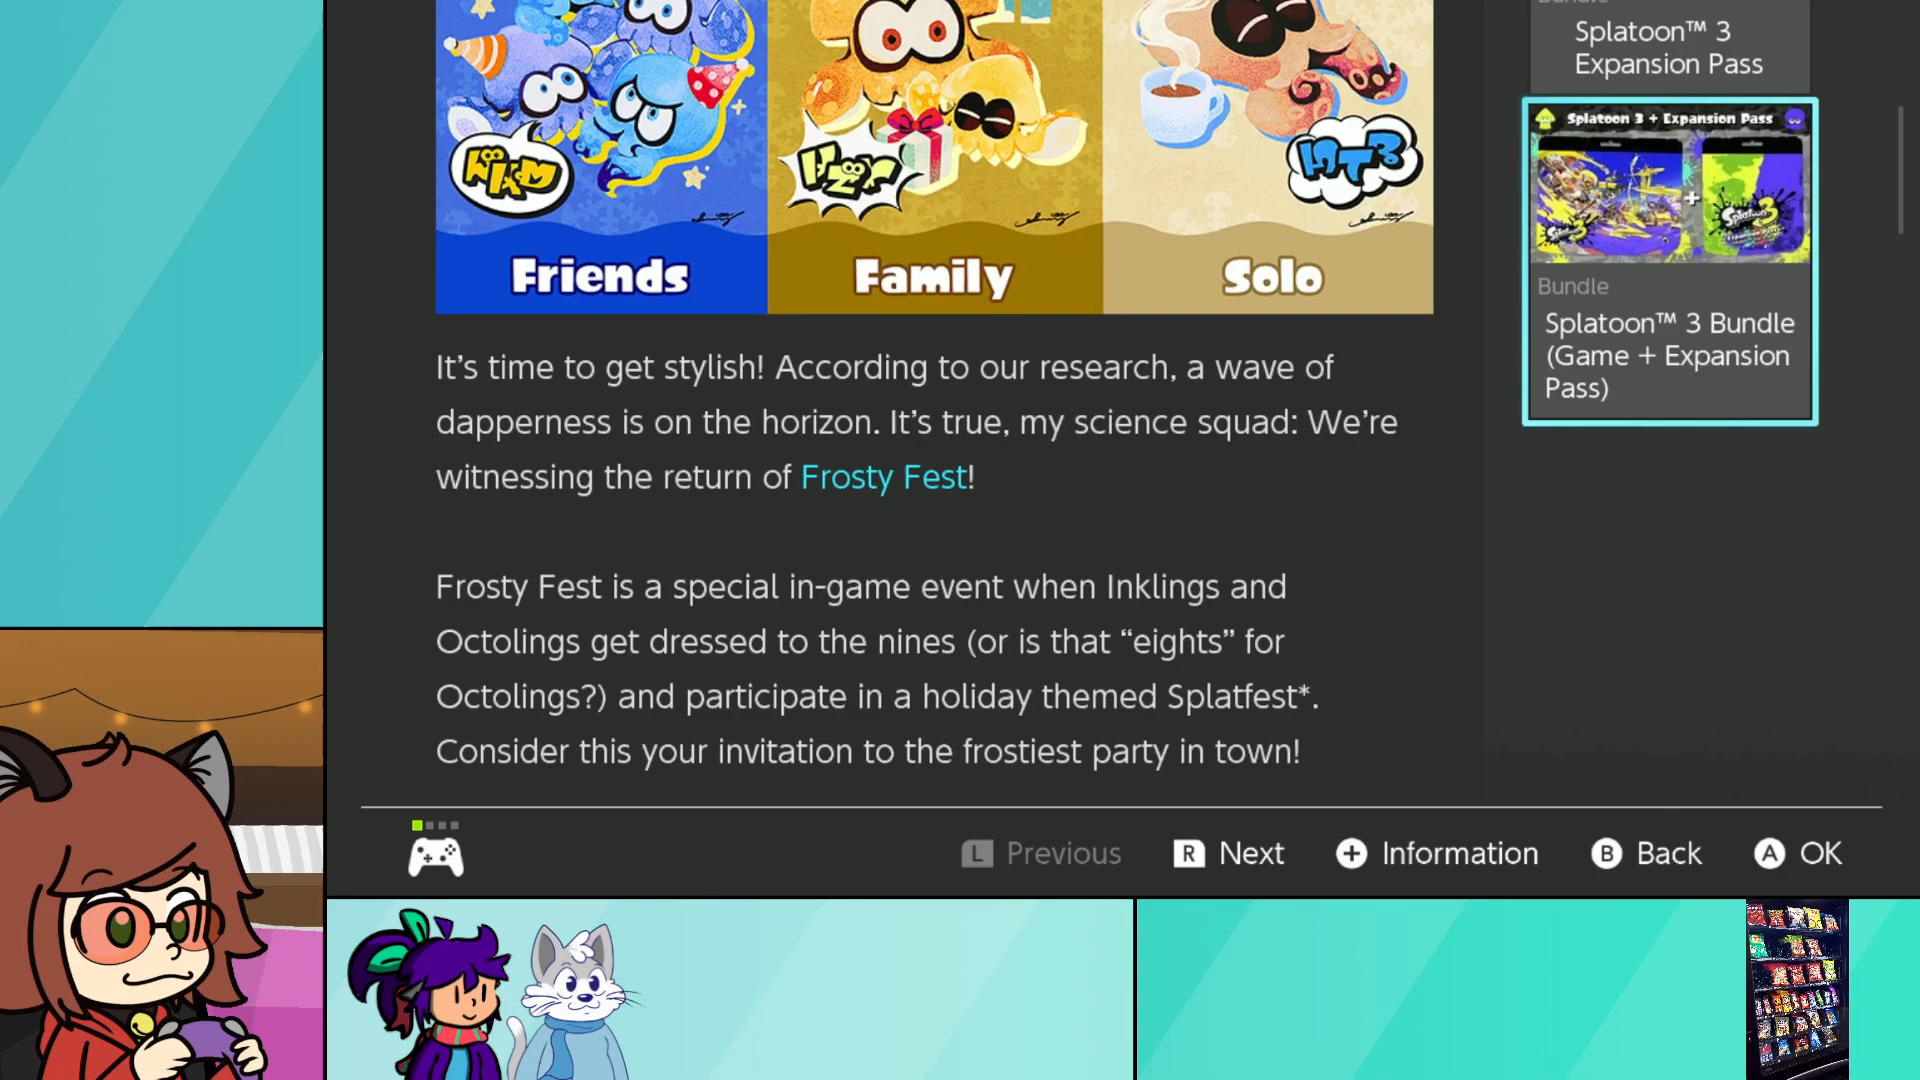 Friends
Family
Solo
It's time to get stylish! According to our research, a wave of
dapperness is on the horizon. It's true, my science squad: We're
witnessing the return of Frosty Fest!
Frosty Fest is a special in-game event when Inklings and
Octolings get dressed to the nines (or is that “eights” for
Octolings?) and participate in a holiday themed Splatfest*.
Consider this your invitation to the frostiest party in town!
Bundle
Splatoon™ 3
Expansion Pass
Splatoon 3 + Expansion Pass
+
Splatoon 3
Bundle
Splatoon™ 3 Bundle
(Game + Expansion
Pass)
L Previous
R Next
+ Information
B Back
A OK